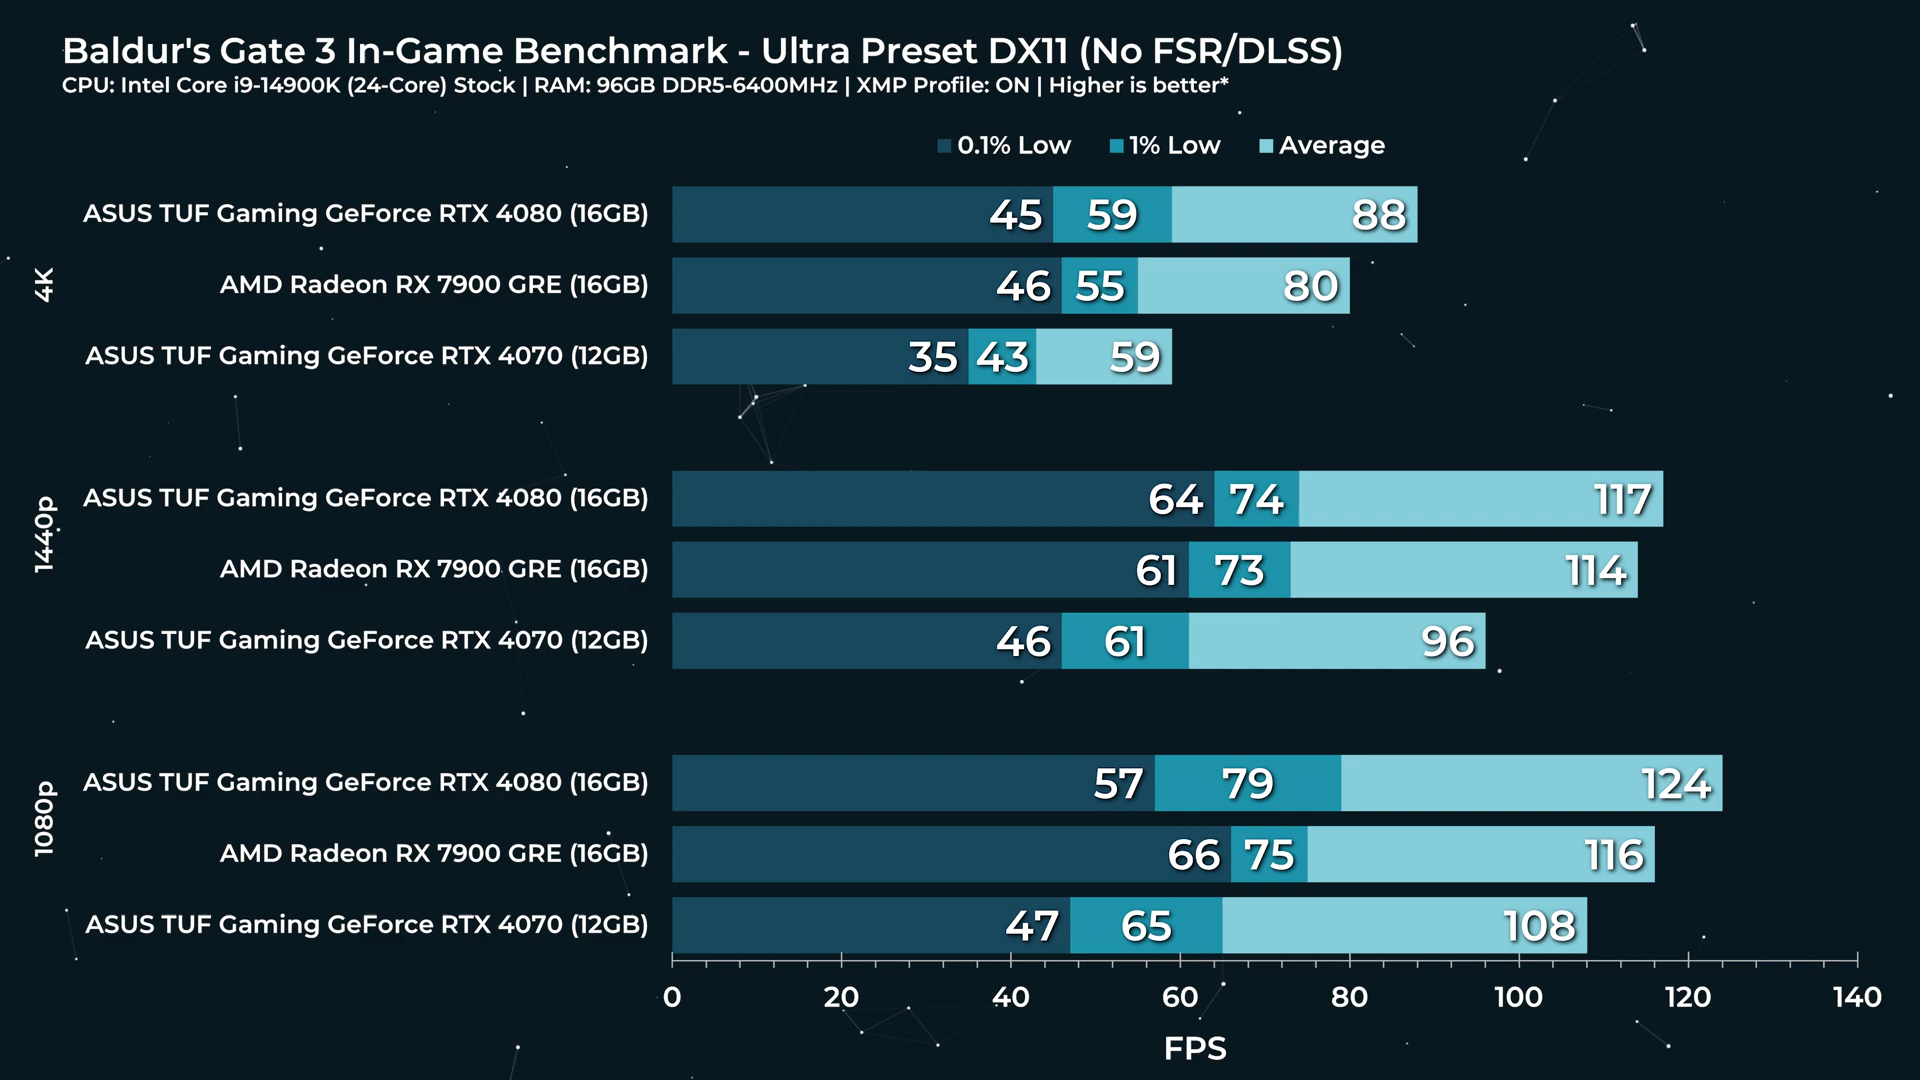 Baldur's Gate 3 In-Game Benchmark - Ultra Preset DX11 (No FSR/DLSS)
CPU: Intel Core i9-14900K (24-Core) Stock | RAM: 96GB DDR5-6400MHz | XMP Profile: ON | Higher is better*
0.1% Low 1% Low Average
4K
ASUS TUF Gaming GeForce RTX 4080 (16GB) 45 59 88
AMD Radeon RX 7900 GRE (16GB) 46 55 80
ASUS TUF Gaming GeForce RTX 4070 (12GB) 35 43 59
1440p
ASUS TUF Gaming GeForce RTX 4080 (16GB) 64 74 117
AMD Radeon RX 7900 GRE (16GB) 61 73 114
ASUS TUF Gaming GeForce RTX 4070 (12GB) 46 61 96
1080p
ASUS TUF Gaming GeForce RTX 4080 (16GB) 57 79 124
AMD Radeon RX 7900 GRE (16GB) 66 75 116
ASUS TUF Gaming GeForce RTX 4070 (12GB) 47 65 108
0 20 40 60 80 100 120 140
FPS